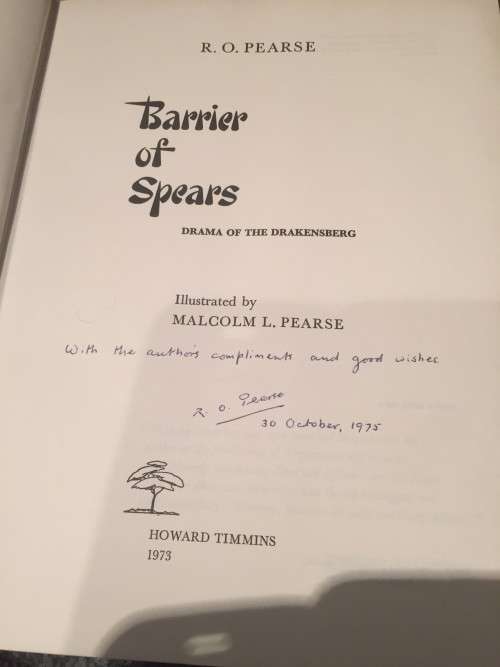 R. O. PEARSE
Barrier
of
Spears
DRAMA OF THE DRAKENSBERG
Illustrated by
MALCOLM L. PEARSE
With the author's compliments and good wishes
R. O. Pearse
30 October, 1975
HOWARD TIMMINS
1973